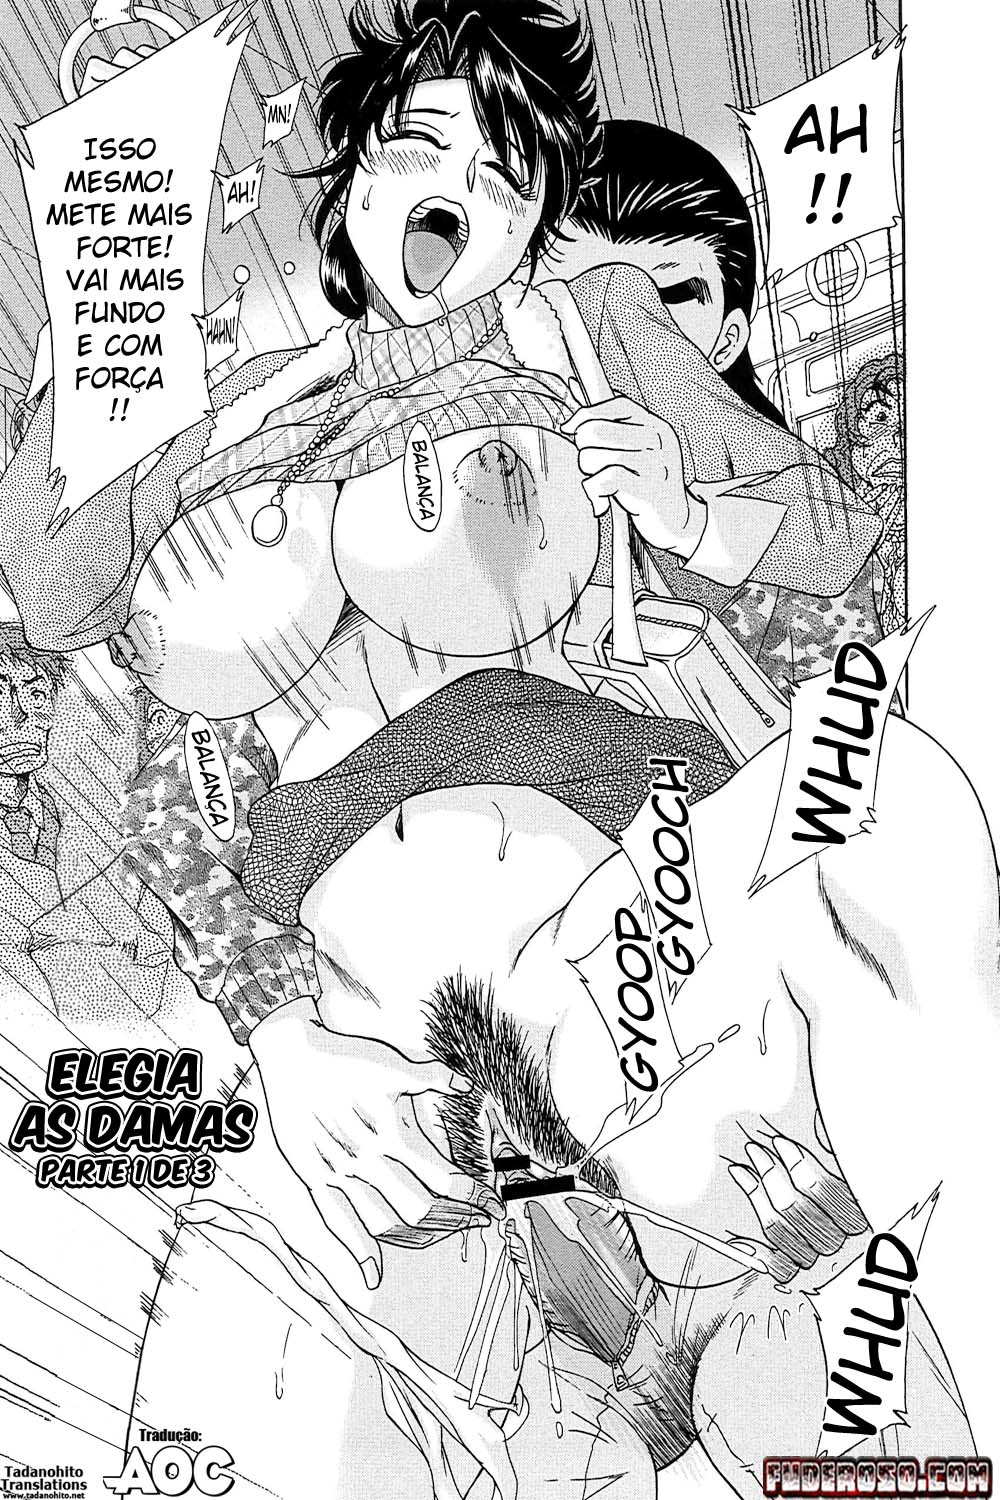 AH
!!
MN!
AH!
HAHN!
ISSO
MESMO!
METE MAIS
FORTE!
VAI MAIS
FUNDO
E COM
FORÇA
!!
BALANÇA
BALANÇA
WHUD
GYOOCH
GYOOP
WHUD
ELEGIA
AS DAMAS
PARTE 1 DE 3
Tradução:
AOC
Tadanohito
Translations
www.tadanohito.net
FUDEROSO.COM